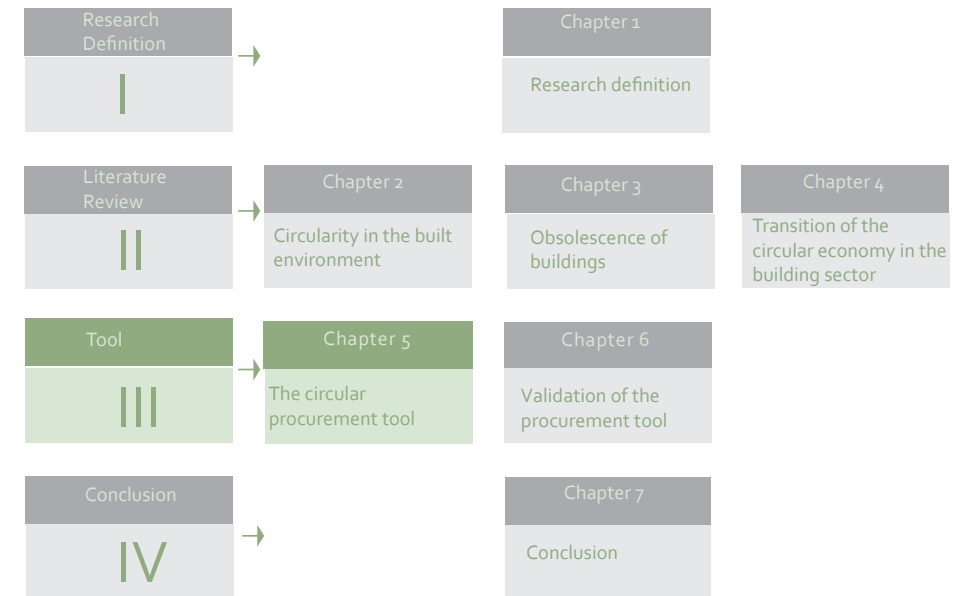 Research
Definition
I
Chapter 1
Research definition
Literature
Review
II
Chapter 2
Circularity in the built
environment
Chapter 3
Obsolescence of
buildings
Chapter 4
Transition of the
circular economy in the
building sector
Tool
III
Chapter 5
The circular
procurement tool
Chapter 6
Validation of the
procurement tool
Conclusion
IV
Chapter 7
Conclusion